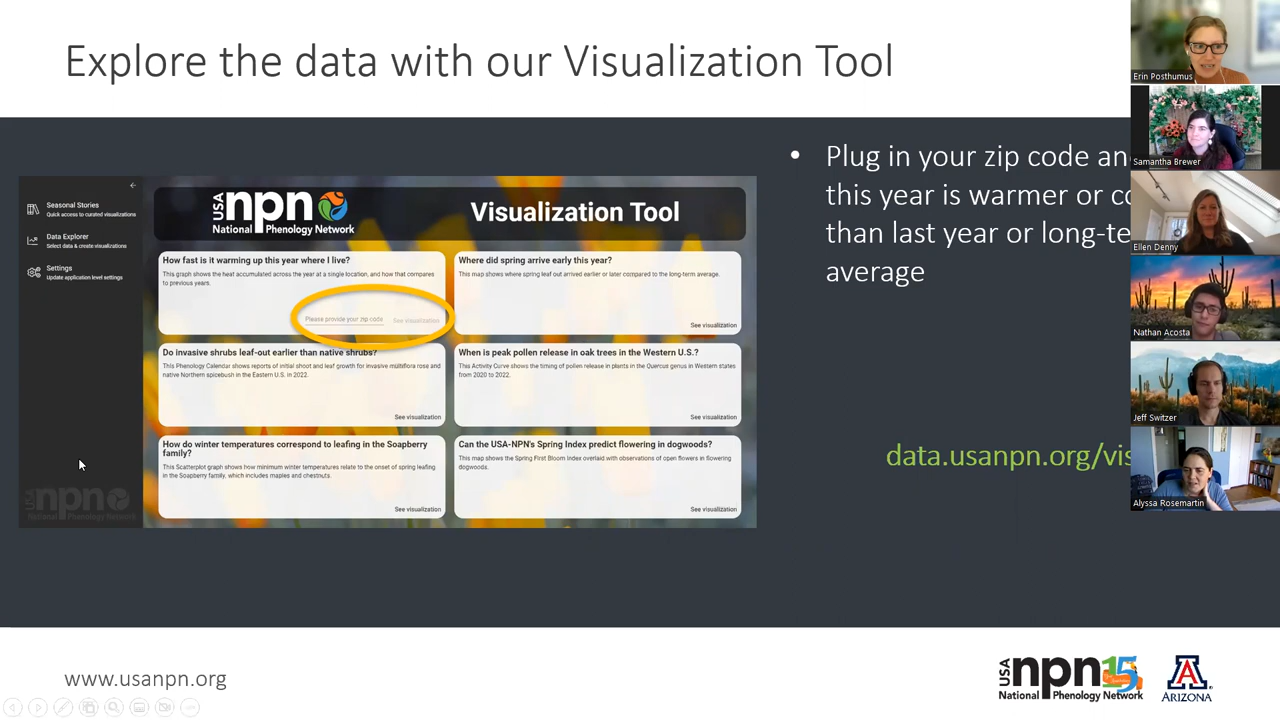 Explore the data with our Visualization Tool
Seasonal Stories
Quick access to curated visualizations
Data Explorer
Select data & create visualizations
Settings
Update application level settings
USA
npn
National Phenology Network
USA
npn
National Phenology Network
Visualization Tool
How fast is it warming up this year where I live?
This graph shows the heat accumulated across the year at a single location, and how that compares
to previous years.
Please provide your zip code
See visualization
Where did spring arrive early this year?
This map shows where spring leaf out arrived earlier or later compared to the long-term average.
See visualization
Do invasive shrubs leaf-out earlier than native shrubs?
This Phenology Calendar shows reports of initial shoot and leaf growth for invasive multiflora rose and
native Northern spicebush in the Eastern U.S. in 2022.
See visualization
When is peak pollen release in oak trees in the Western U.S.?
This Activity Curve shows the timing of pollen release in plants in the Quercus genus in Western states
from 2020 to 2022.
See visualization
How do winter temperatures correspond to leafing in the Soapberry
family?
This Scatterplot graph shows how minimum winter temperatures relate to the onset of spring leafing
in the Soapberry family, which includes maples and chestnuts.
See visualization
Can the USA-NPN's Spring Index predict flowering in dogwoods?
This map shows the Spring First Bloom Index overlaid with observations of open flowers in flowering
dogwoods.
See visualization
• Plug in your zip code an
this year is warmer or co
than last year or long-te
average
data.usanpn.org/vis
Erin Posthumus
Samantha Brewer
Ellen Denny
Nathan Acosta
Jeff Switzer
Alyssa Rosemartin
www.usanpn.org
USA
npn
15
National Phenology Network
A
ARIZONA